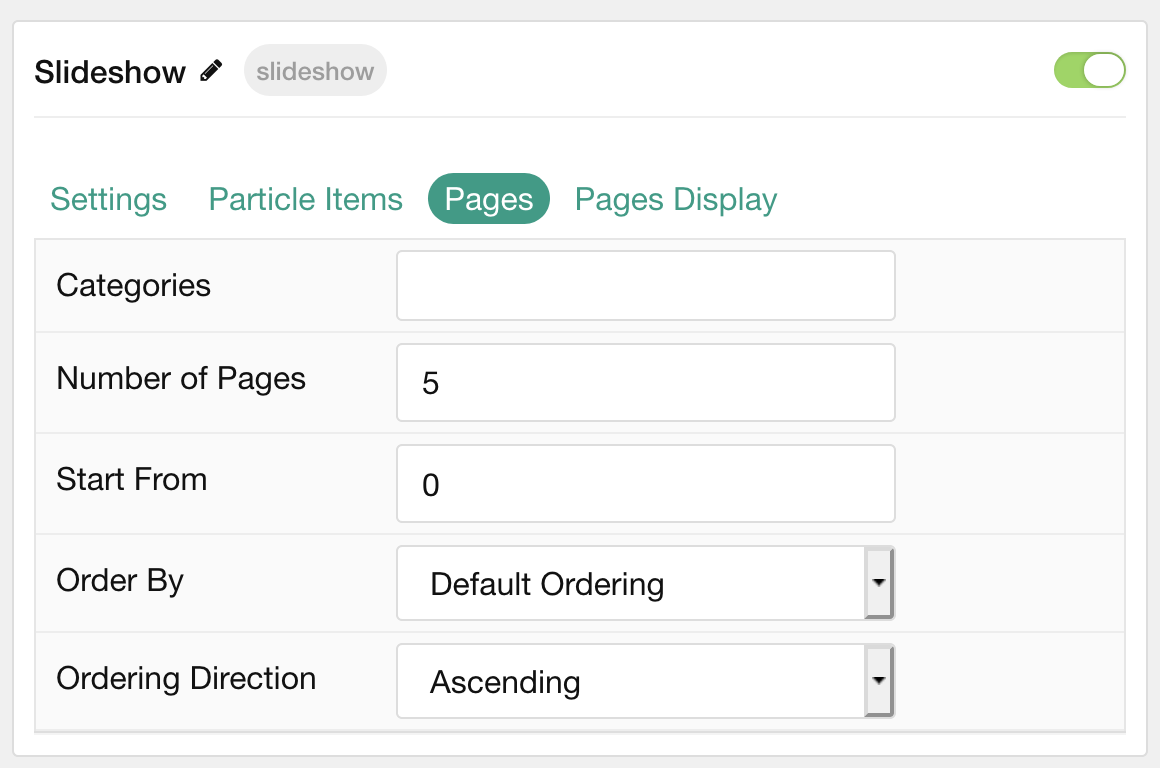 Slideshow slideshow
Settings Particle Items Pages Pages Display
Categories
Number of Pages 5
Start From 0
Order By Default Ordering
Ordering Direction Ascending